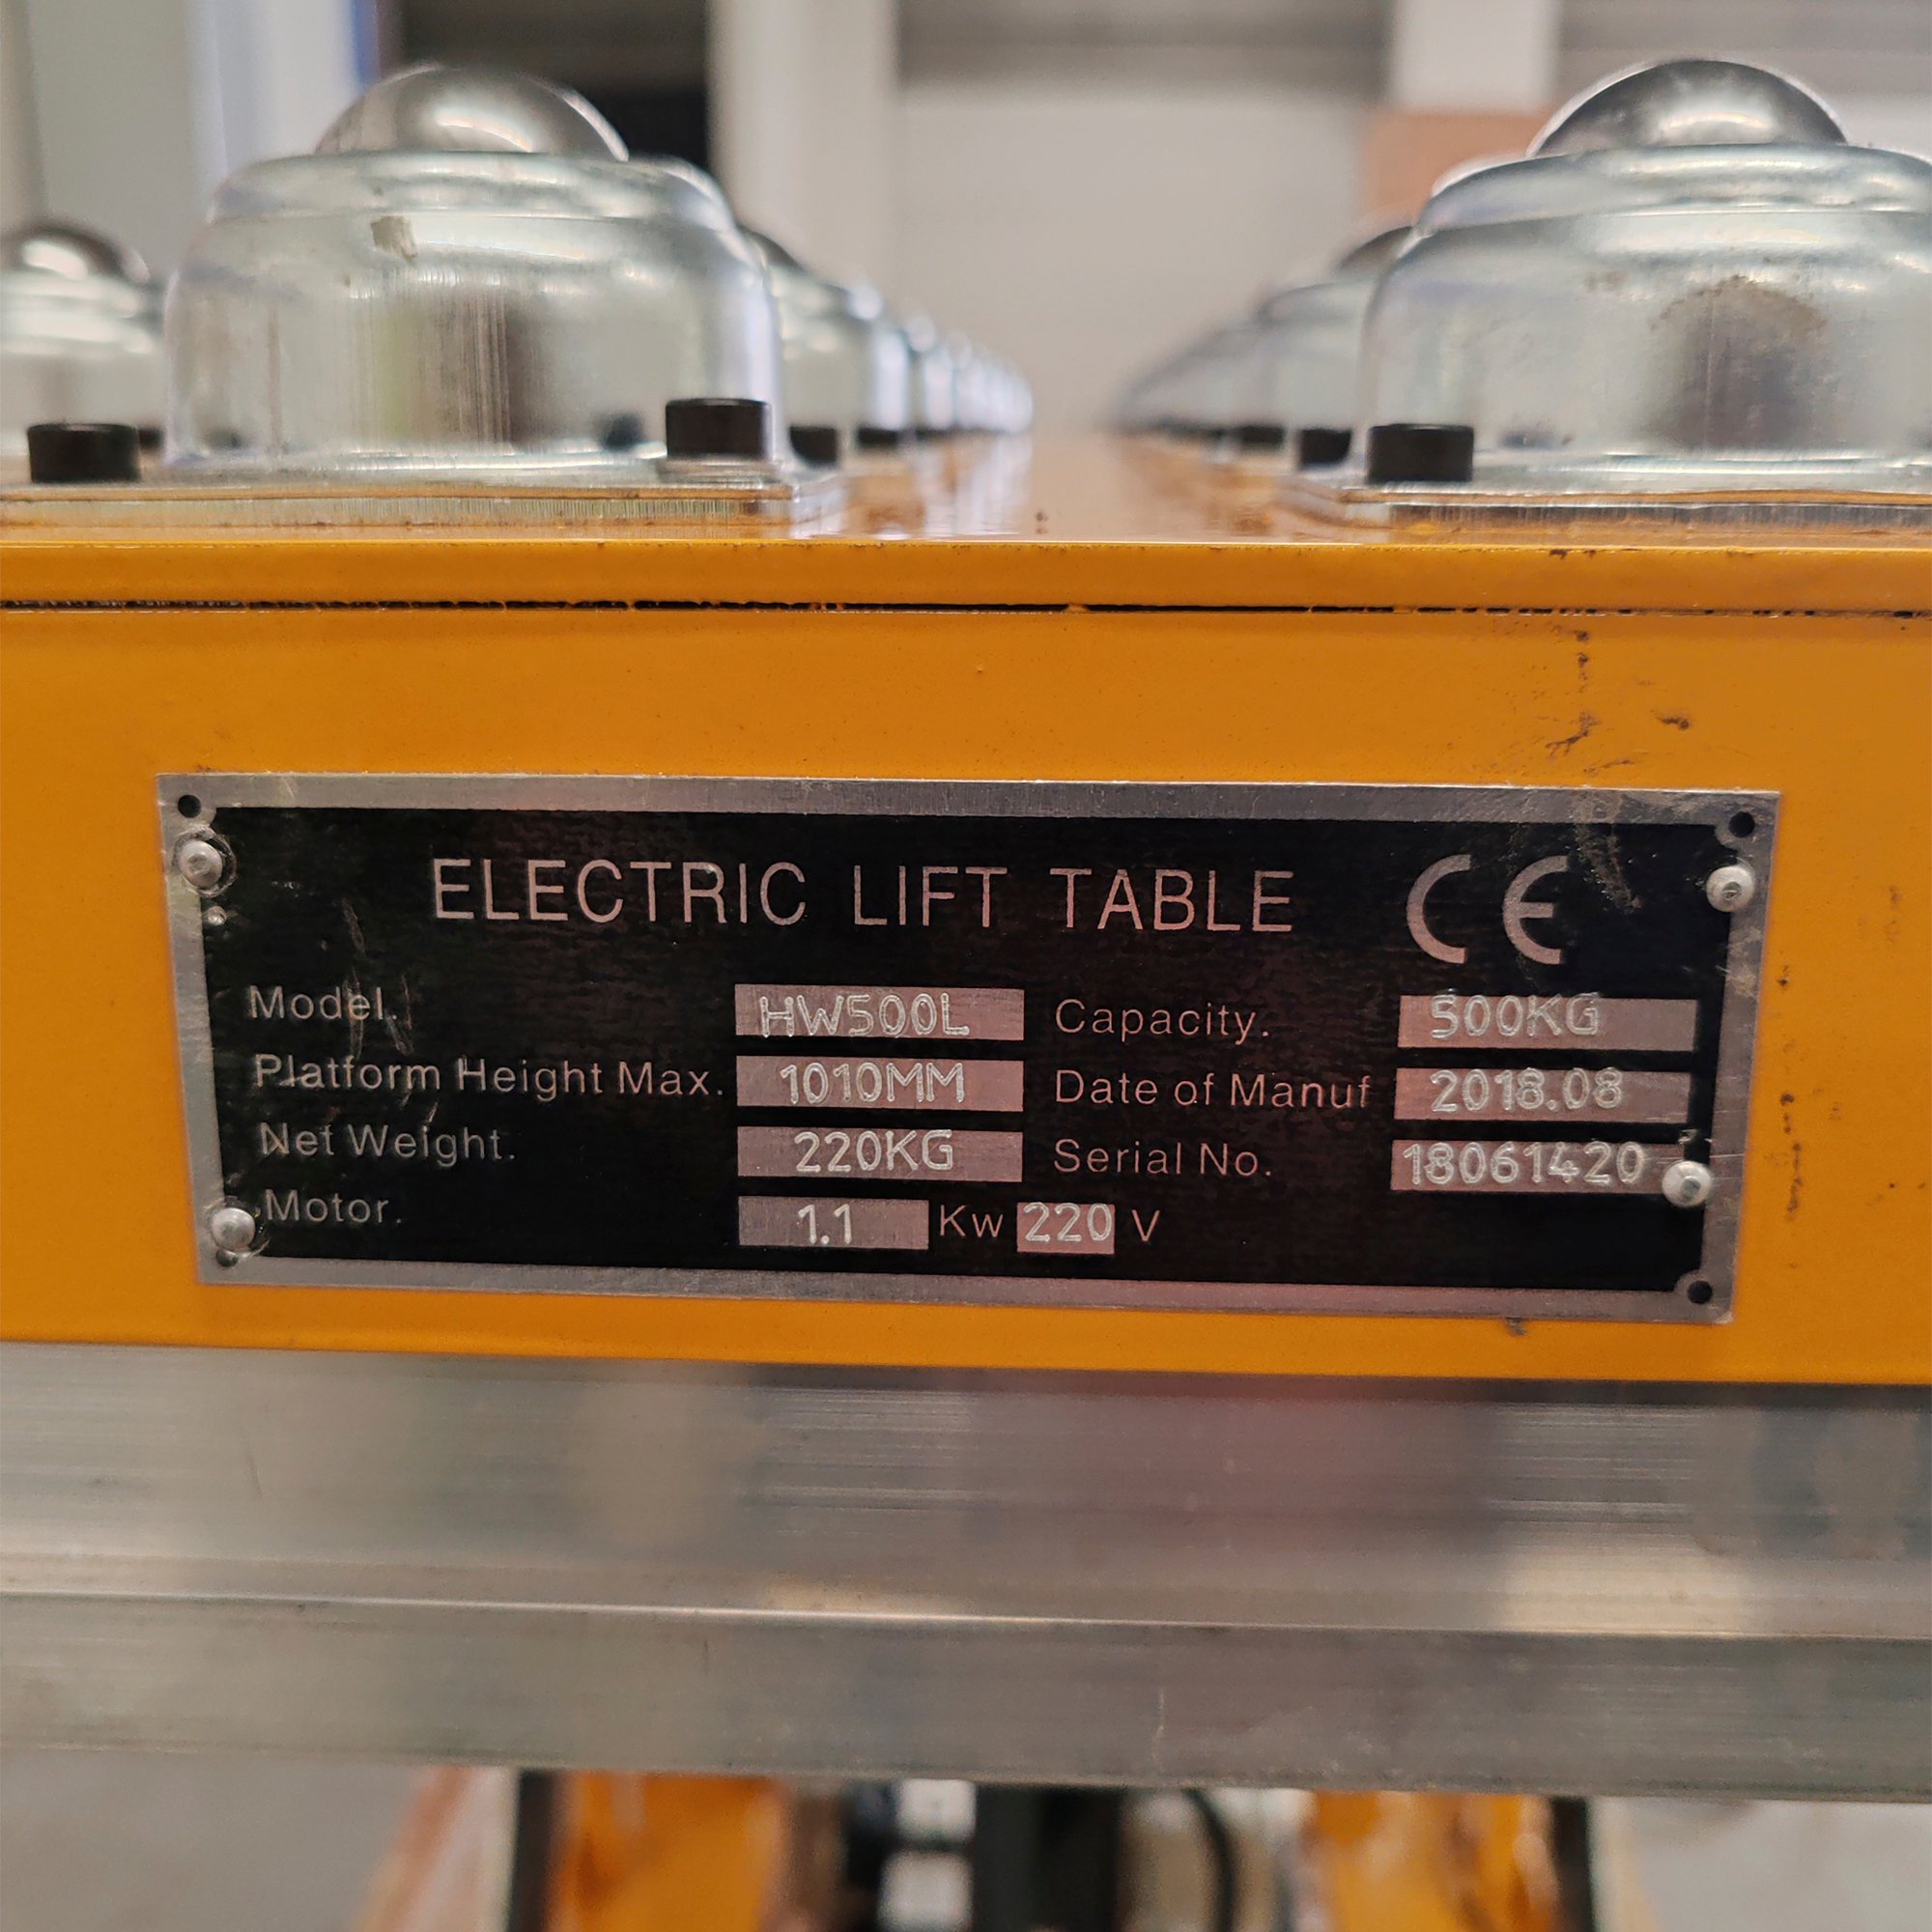 ELECTRIC LIFT TABLE CE
Model. HW500L Capacity. 500KG
Platform Height Max. 1010MM Date of Manuf 2018.08
Net Weight. 220KG Serial No. 18061420
Motor. 1.1 Kw 220 V